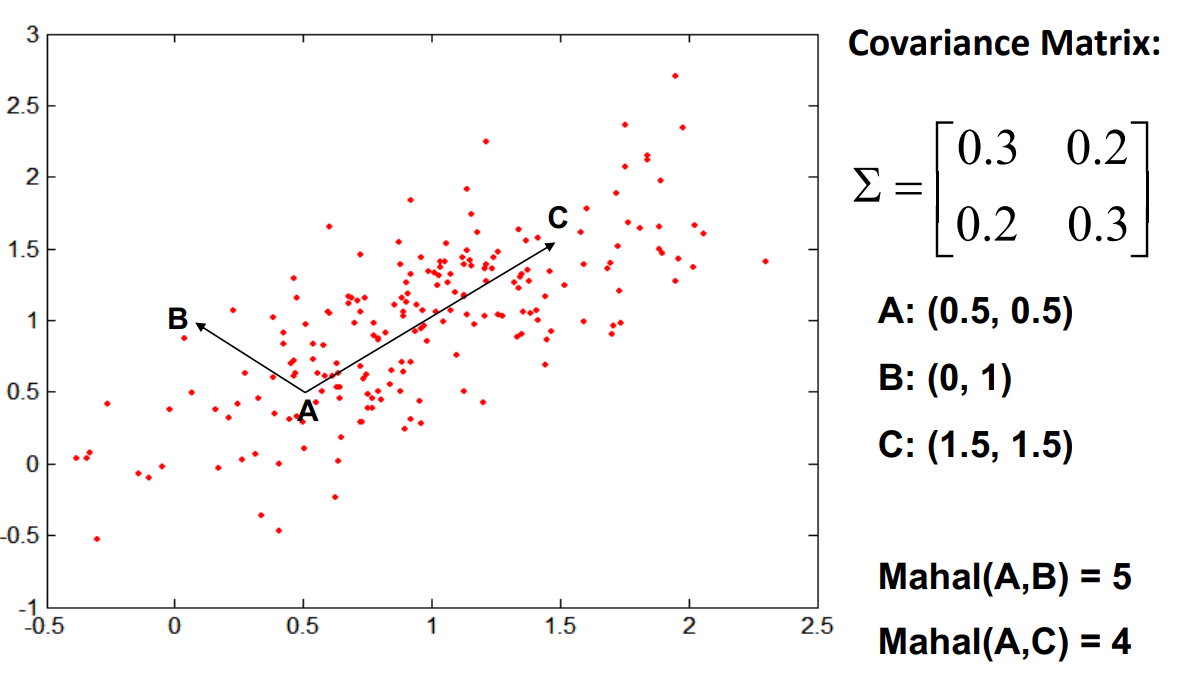 3
2.5
2
1.5
1
0.5
0
-0.5
-1
-0.5 0 0.5 1 1.5 2 2.5
B
C
A
Covariance Matrix:
Σ = [0.3 0.2
0.2 0.3]
A: (0.5, 0.5)
B: (0, 1)
C: (1.5, 1.5)
Mahal(A,B) = 5
Mahal(A,C) = 4